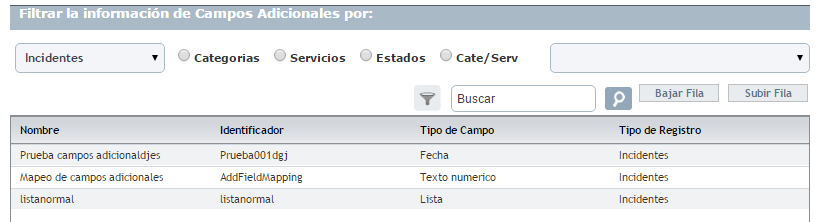 Filtrar la información de Campos Adicionales por:
Incidentes Categorias Servicios Estados Cate/Serv
Buscar Bajar Fila Subir Fila
Nombre Identificador Tipo de Campo Tipo de Registro
Prueba campos adicionaldjes Prueba001dgj Fecha Incidentes
Mapeo de campos adicionales AddFieldMapping Texto numerico Incidentes
listanormal listanormal Lista Incidentes